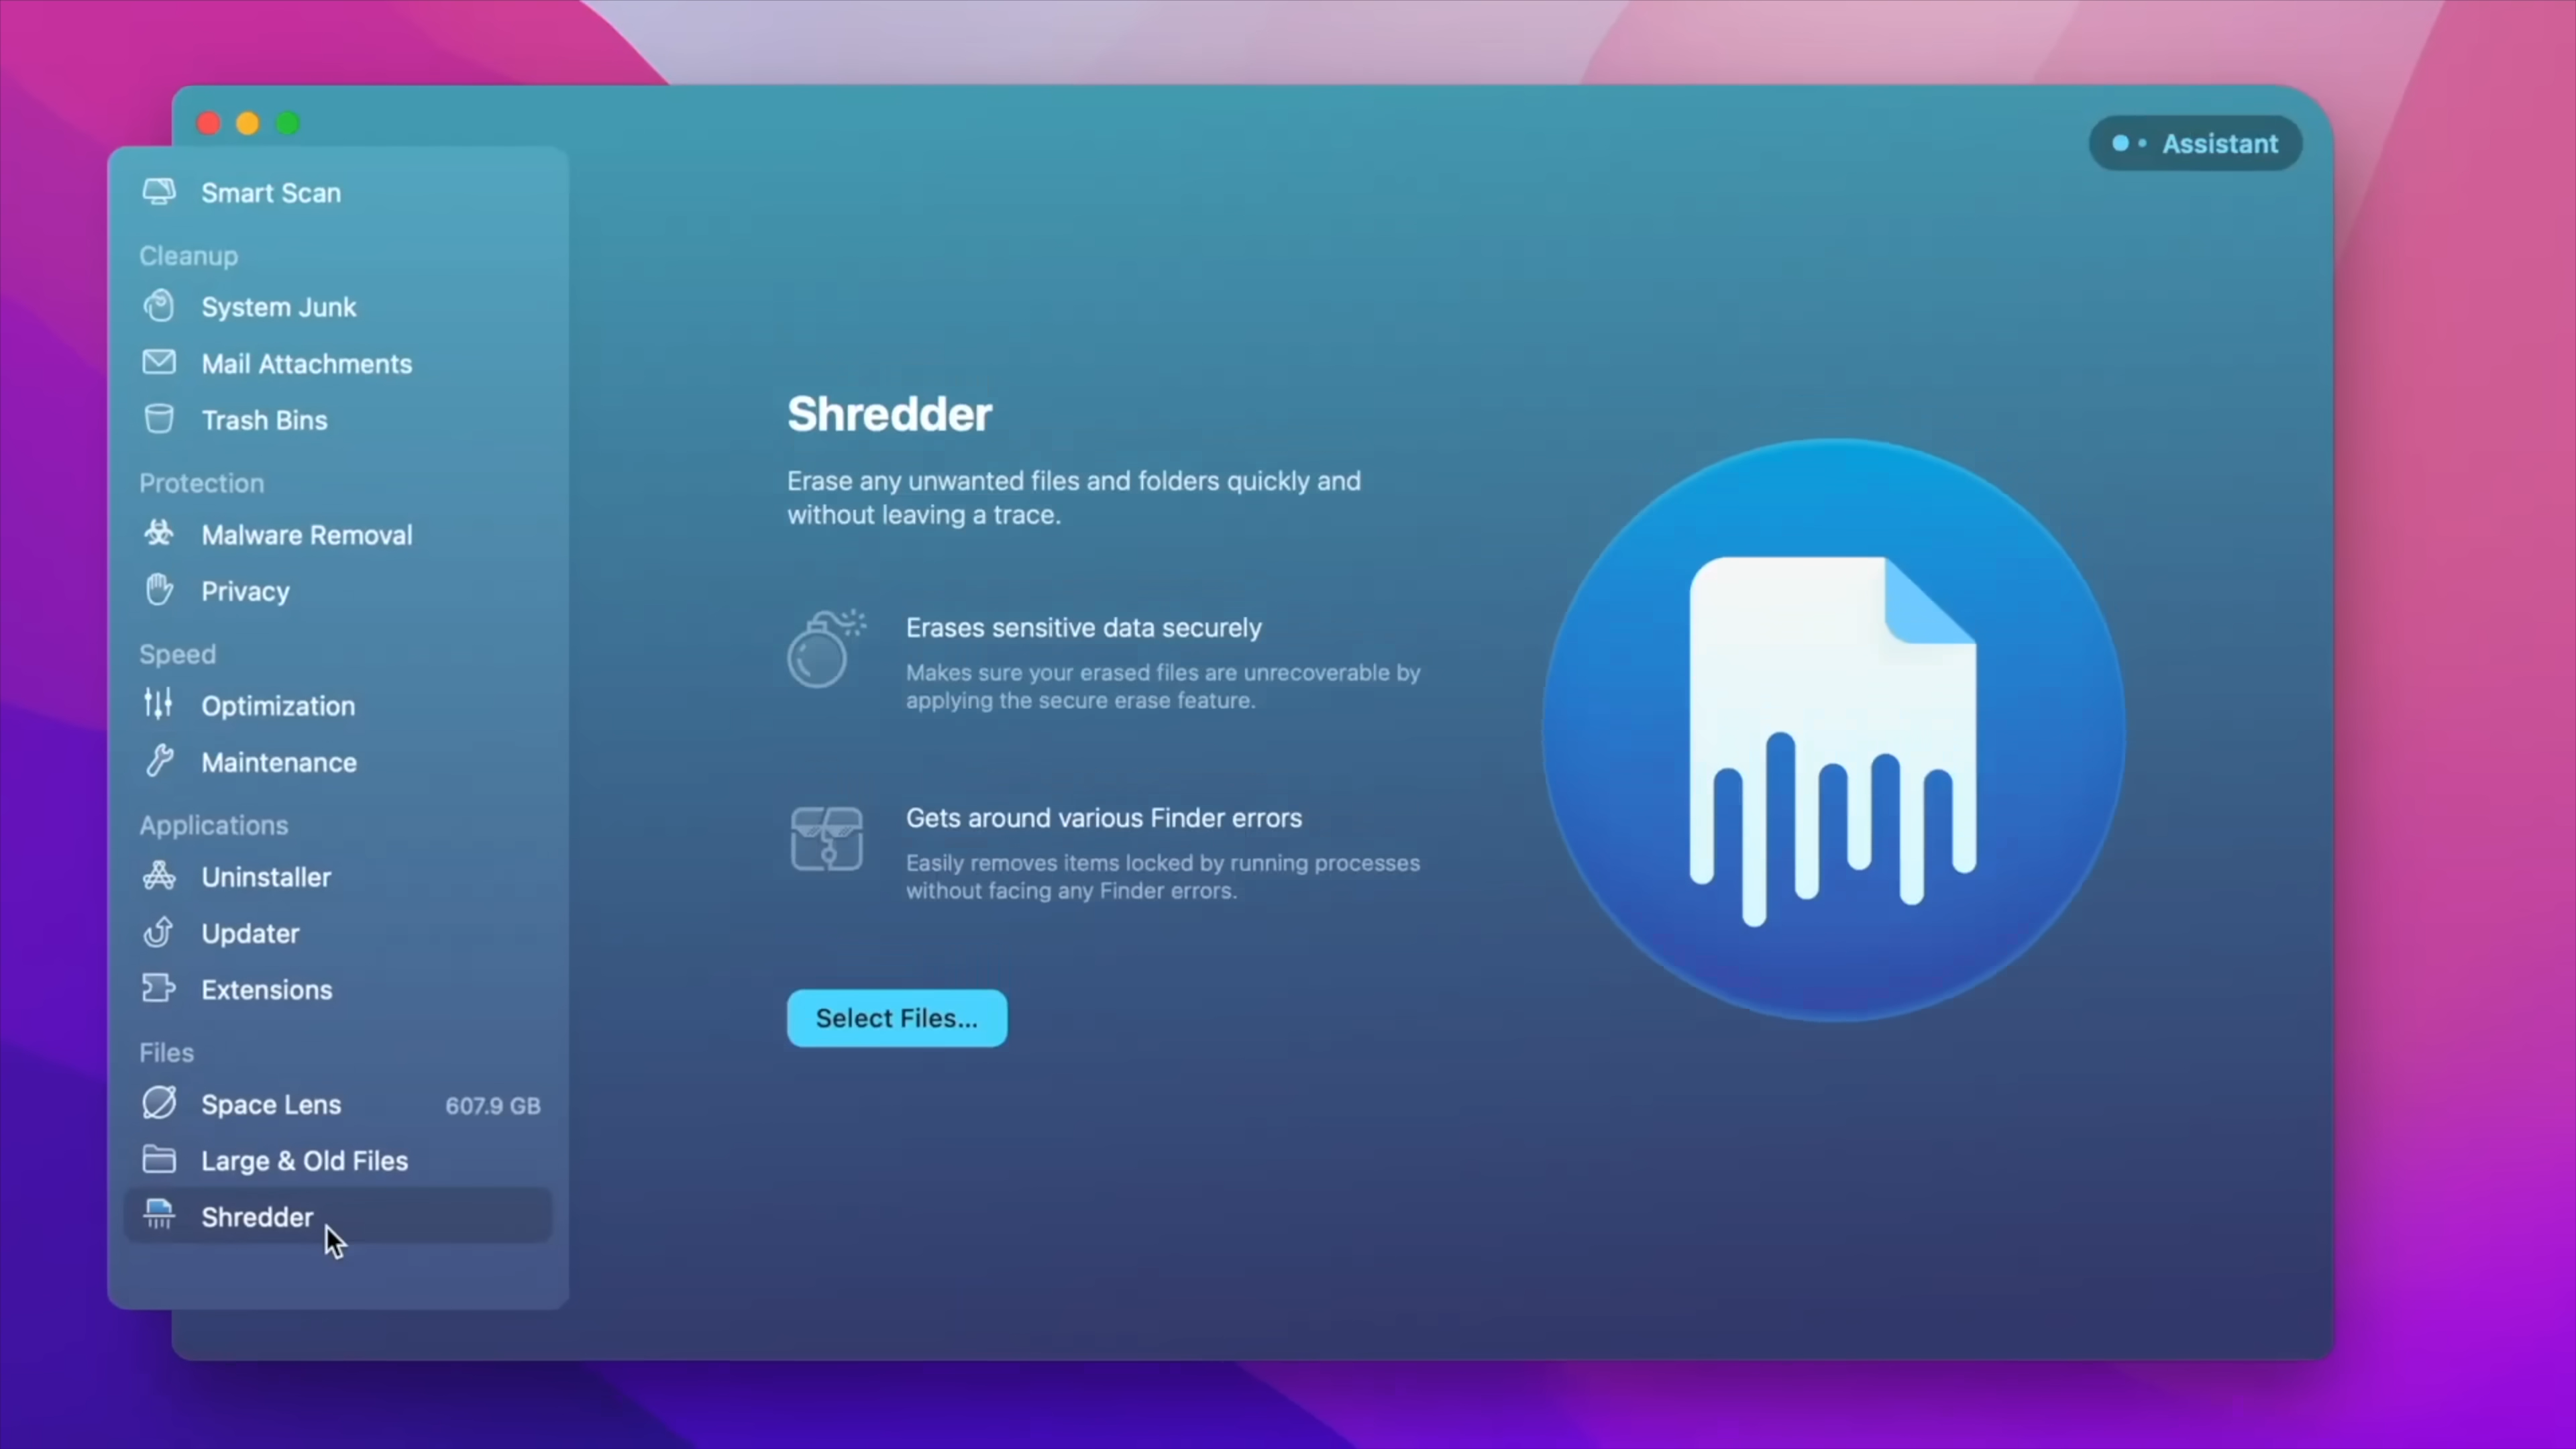 Assistant
Smart Scan
Cleanup
System Junk
Mail Attachments
Trash Bins
Protection
Malware Removal
Privacy
Speed
Optimization
Maintenance
Applications
Uninstaller
Updater
Extensions
Files
Space Lens 607.9 GB
Large & Old Files
Shredder
Shredder
Erase any unwanted files and folders quickly and
without leaving a trace.
Erases sensitive data securely
Makes sure your erased files are unrecoverable by
applying the secure erase feature.
Gets around various Finder errors
Easily removes items locked by running processes
without facing any Finder errors.
Select Files...